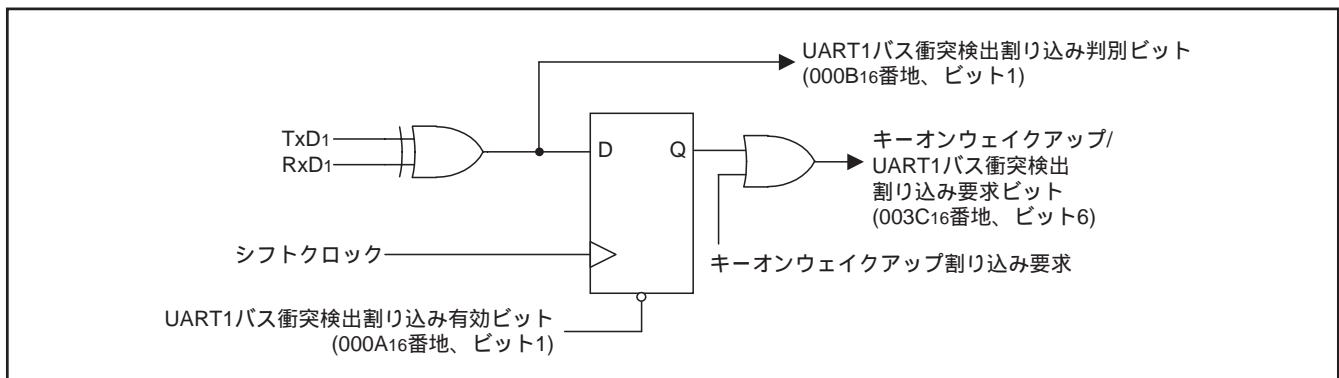 UART1バス衝突検出割り込み判別ビット
(000B16番地、ビット1)
TxD1
RxD1
D
Q
キーオンウェイクアップ/
UART1バス衝突検出
割り込み要求ビット
(003C16番地、ビット6)
シフトクロック
キーオンウェイクアップ割り込み要求
UART1バス衝突検出割り込み有効ビット
(000A16番地、ビット1)